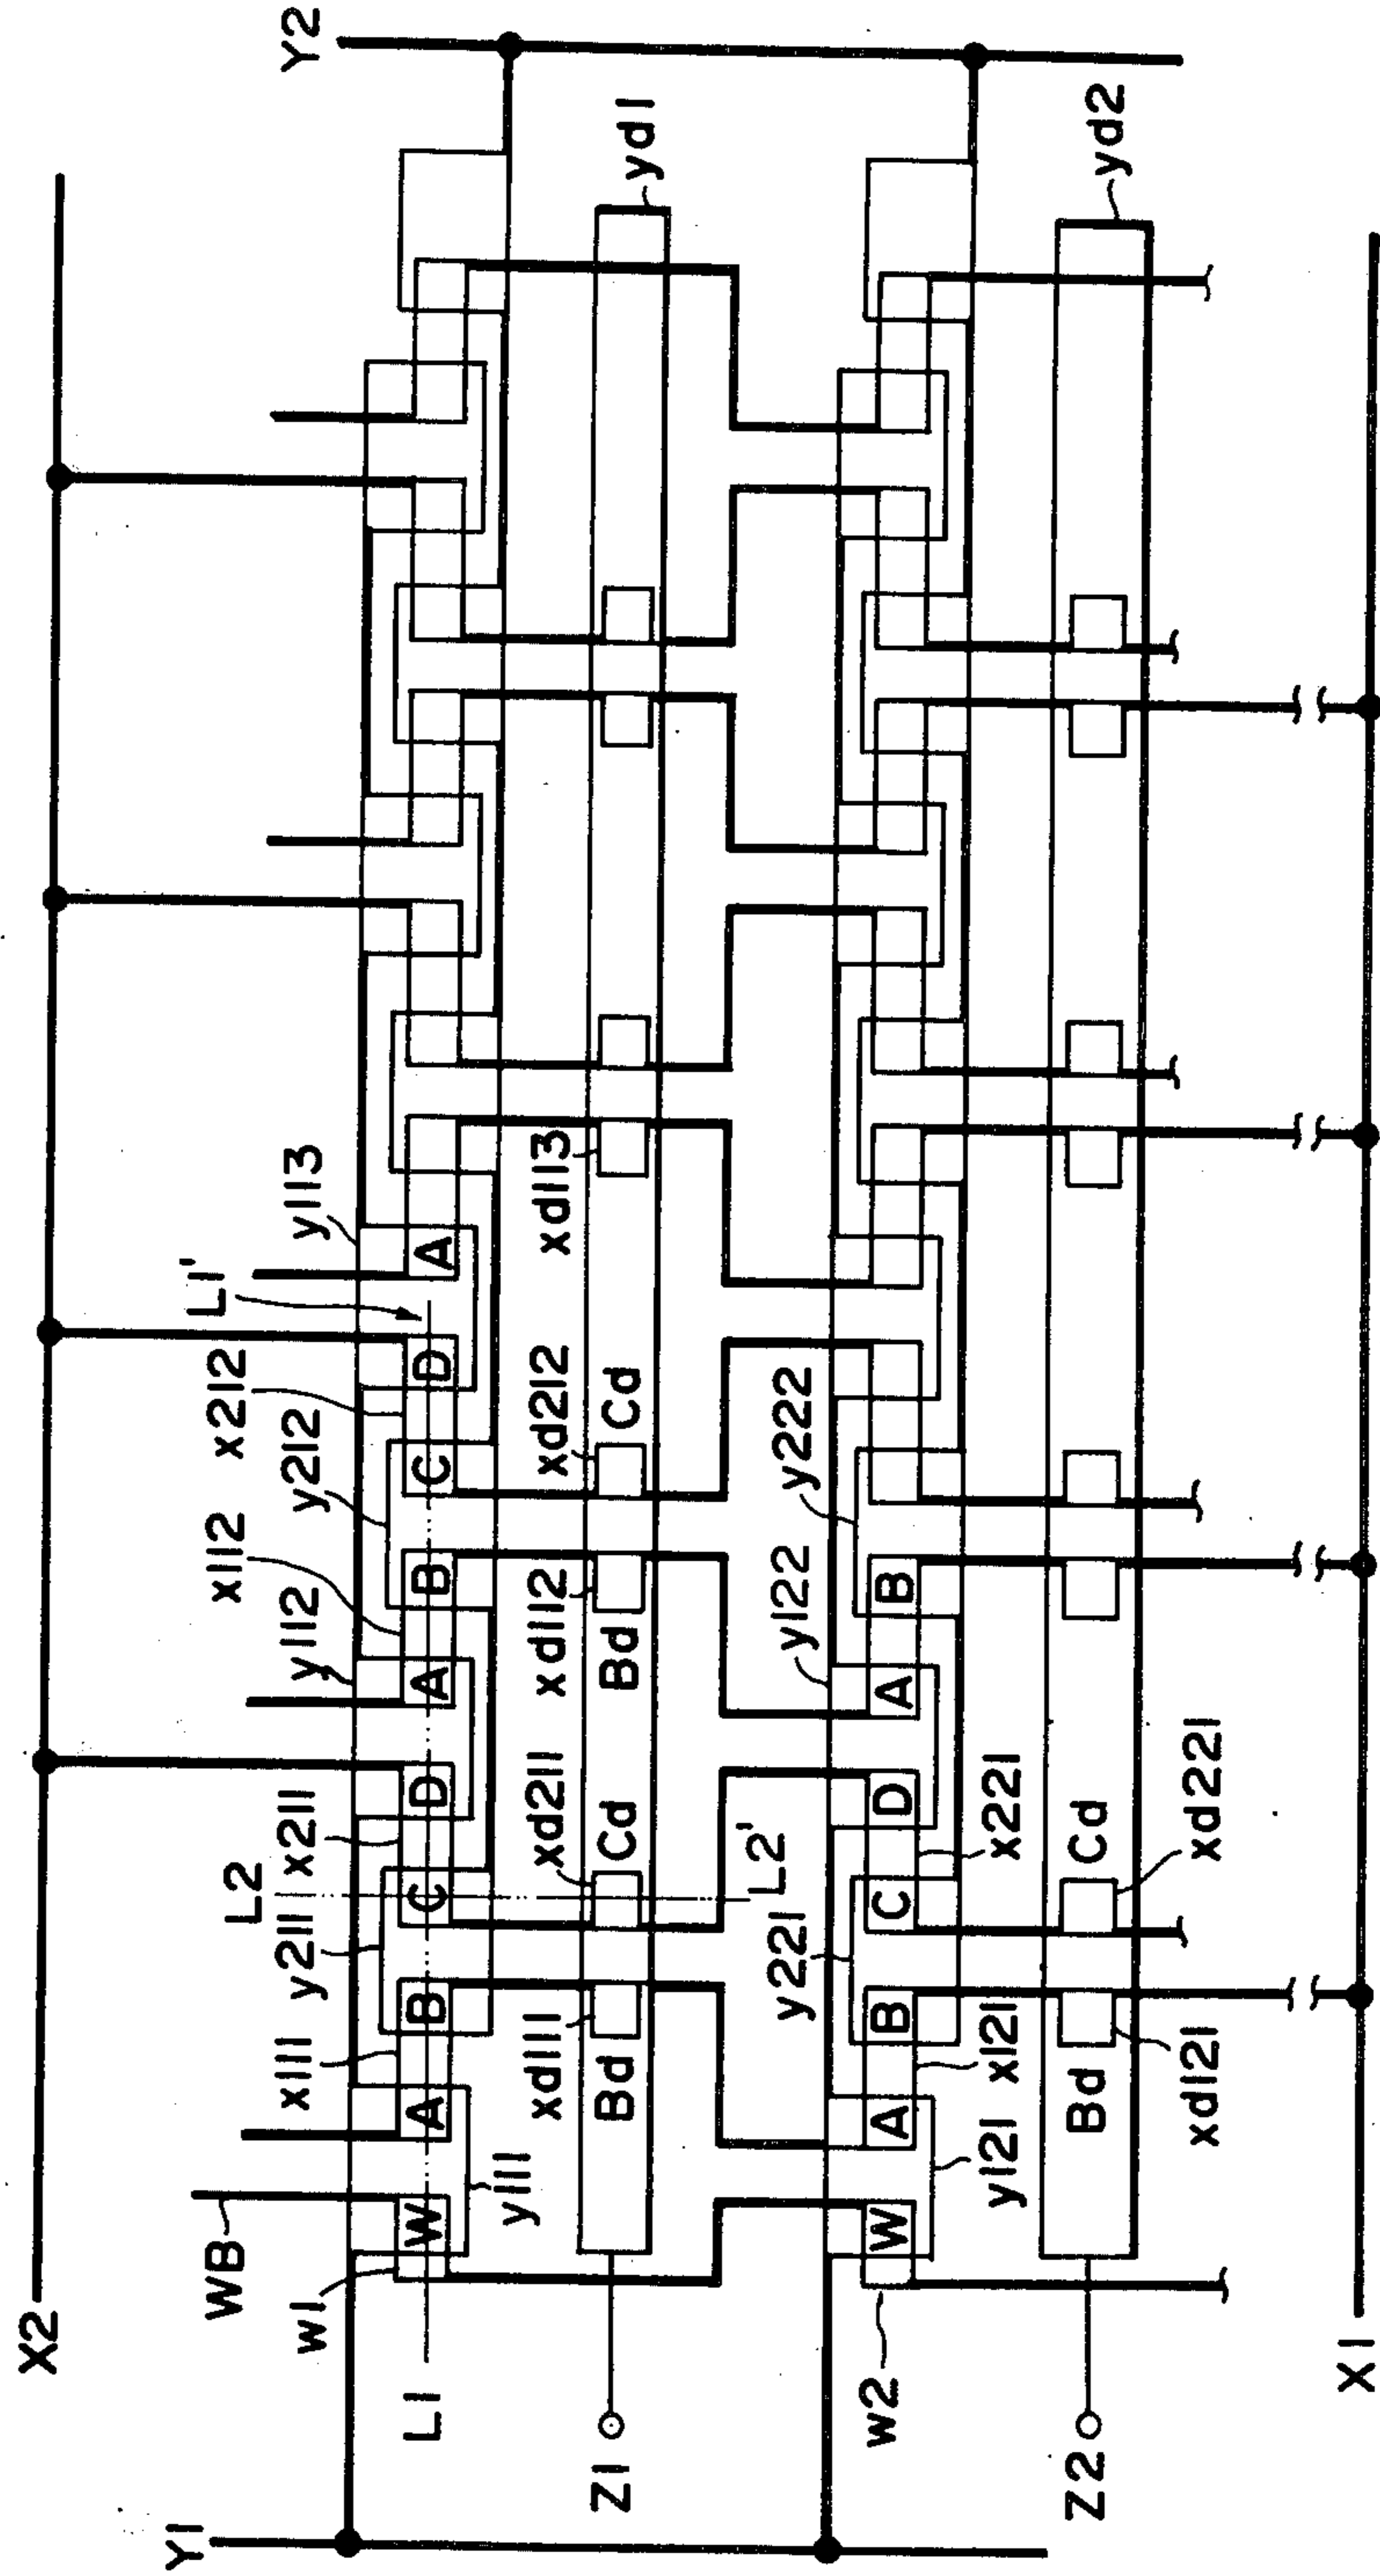 X2
Y1
Y2
WB
w1
x111
y211
L2
x211
y112
x112
y212
x212
L1'
y113
L1
W
A
B
C
D
A
B
C
D
A
y111
xd111
xd211
xd112
xd212
xd113
yd1
Z1
Bd
Cd
Bd
Cd
L2'
y221
y122
y222
w2
W
A
B
C
D
A
B
y121
x121
x221
yd2
Z2
Bd
Cd
xd121
xd221
X1